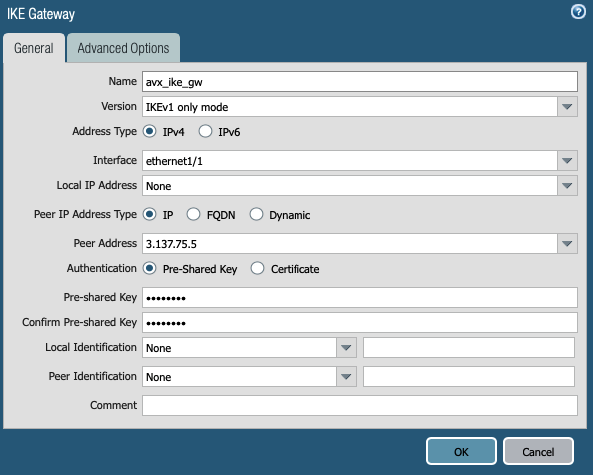 IKE Gateway
?
General Advanced Options
Name avx_ike_gw
Version IKEv1 only mode
Address Type IPv4 IPv6
Interface ethernet1/1
Local IP Address None
Peer IP Address Type IP FQDN Dynamic
Peer Address 3.137.75.5
Authentication Pre-Shared Key Certificate
Pre-shared Key ••••••••
Confirm Pre-shared Key ••••••••
Local Identification None
Peer Identification None
Comment
OK Cancel